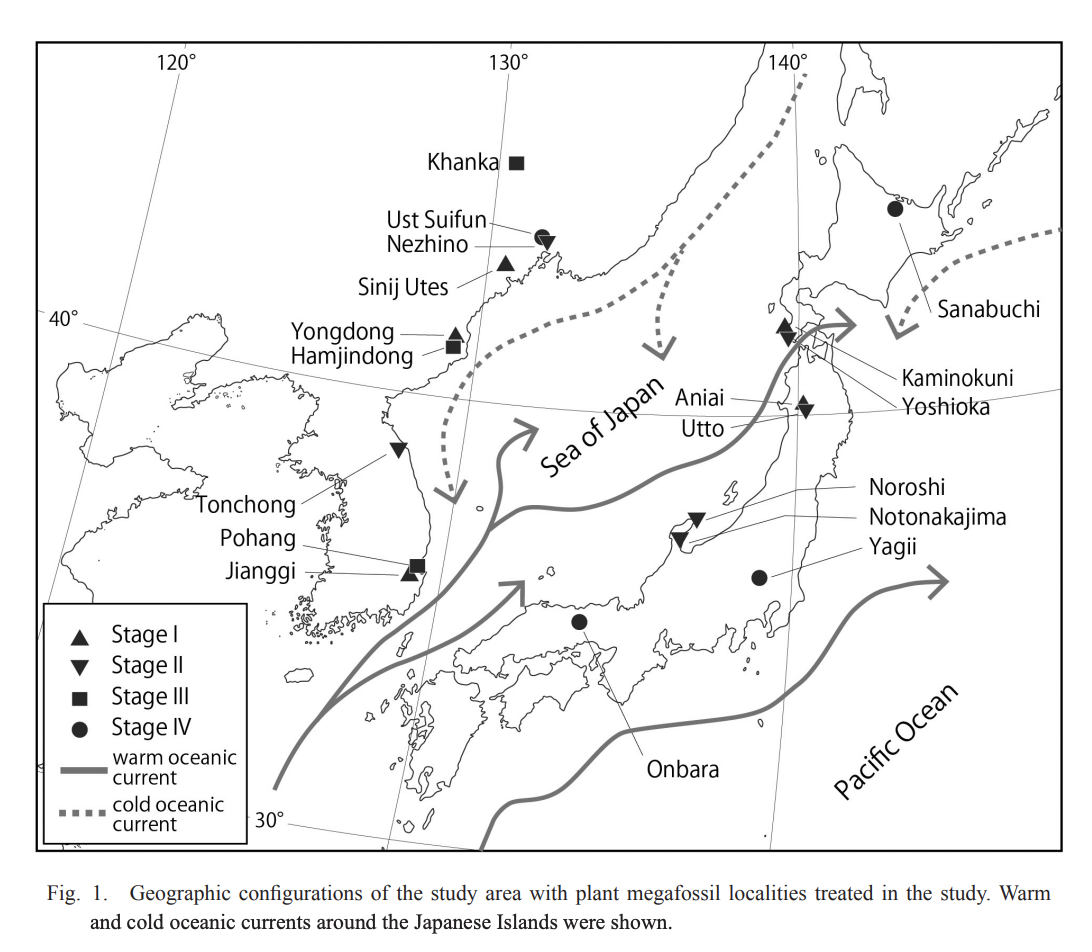 120°
130°
140°
Khanka
Ust Suifun
Nezhino
Sinij Utes
Sanabuchi
40°
Yongdong
Hamjindong
Kaminokuni
Yoshioka
Aniai
Utto
Sea of Japan
Tonchong
Noroshi
Notonakajima
Yagii
Pohang
Jianggi
Stage I
Stage II
Stage III
Stage IV
warm oceanic
current
cold oceanic
current
Onbara
Pacific Ocean
30°
Fig. 1. Geographic configurations of the study area with plant megafossil localities treated in the study. Warm
and cold oceanic currents around the Japanese Islands were shown.